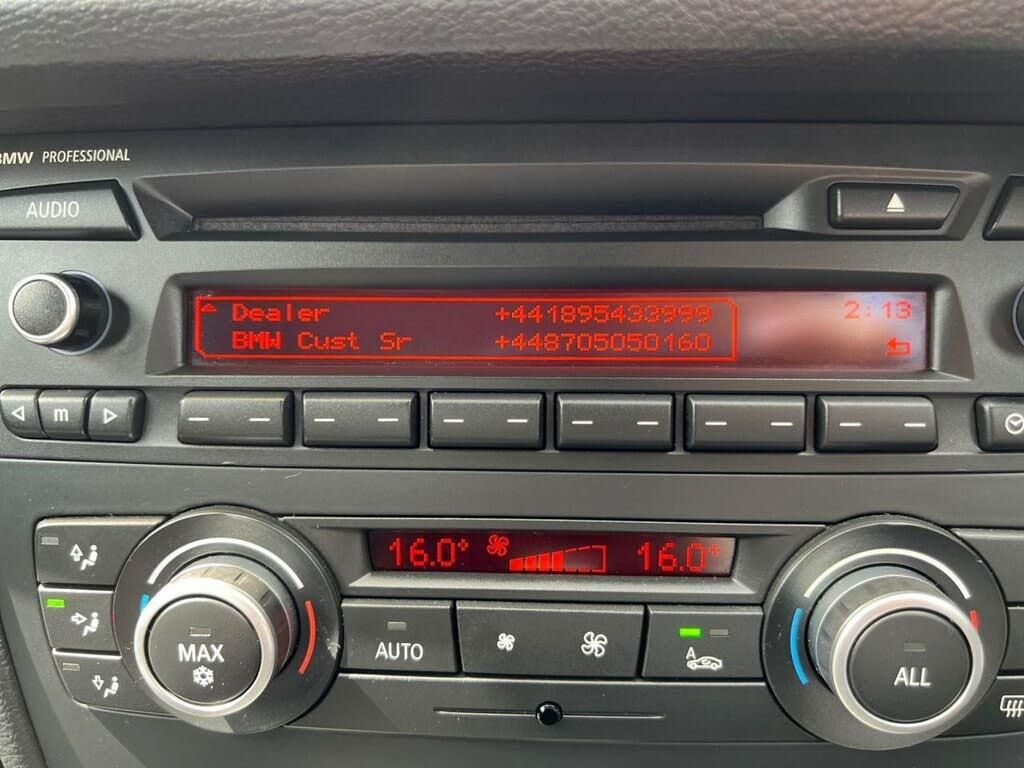 BMW PROFESSIONAL
AUDIO
Dealer +441895433999 2:13
BMW Cust Sr +448705050160
m
16.0° 16.0°
MAX
AUTO
A
ALL